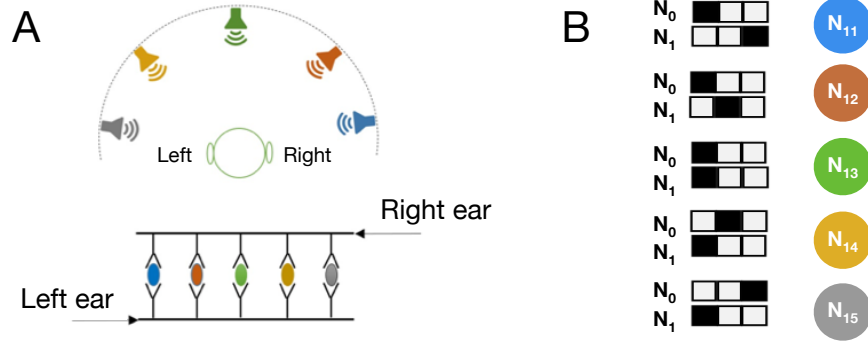 A
Left
Right
Right ear
Left ear
B
N₀
N₁
N₁₁
N₀
N₁
N₁₂
N₀
N₁
N₁₃
N₀
N₁
N₁₄
N₀
N₁
N₁₅